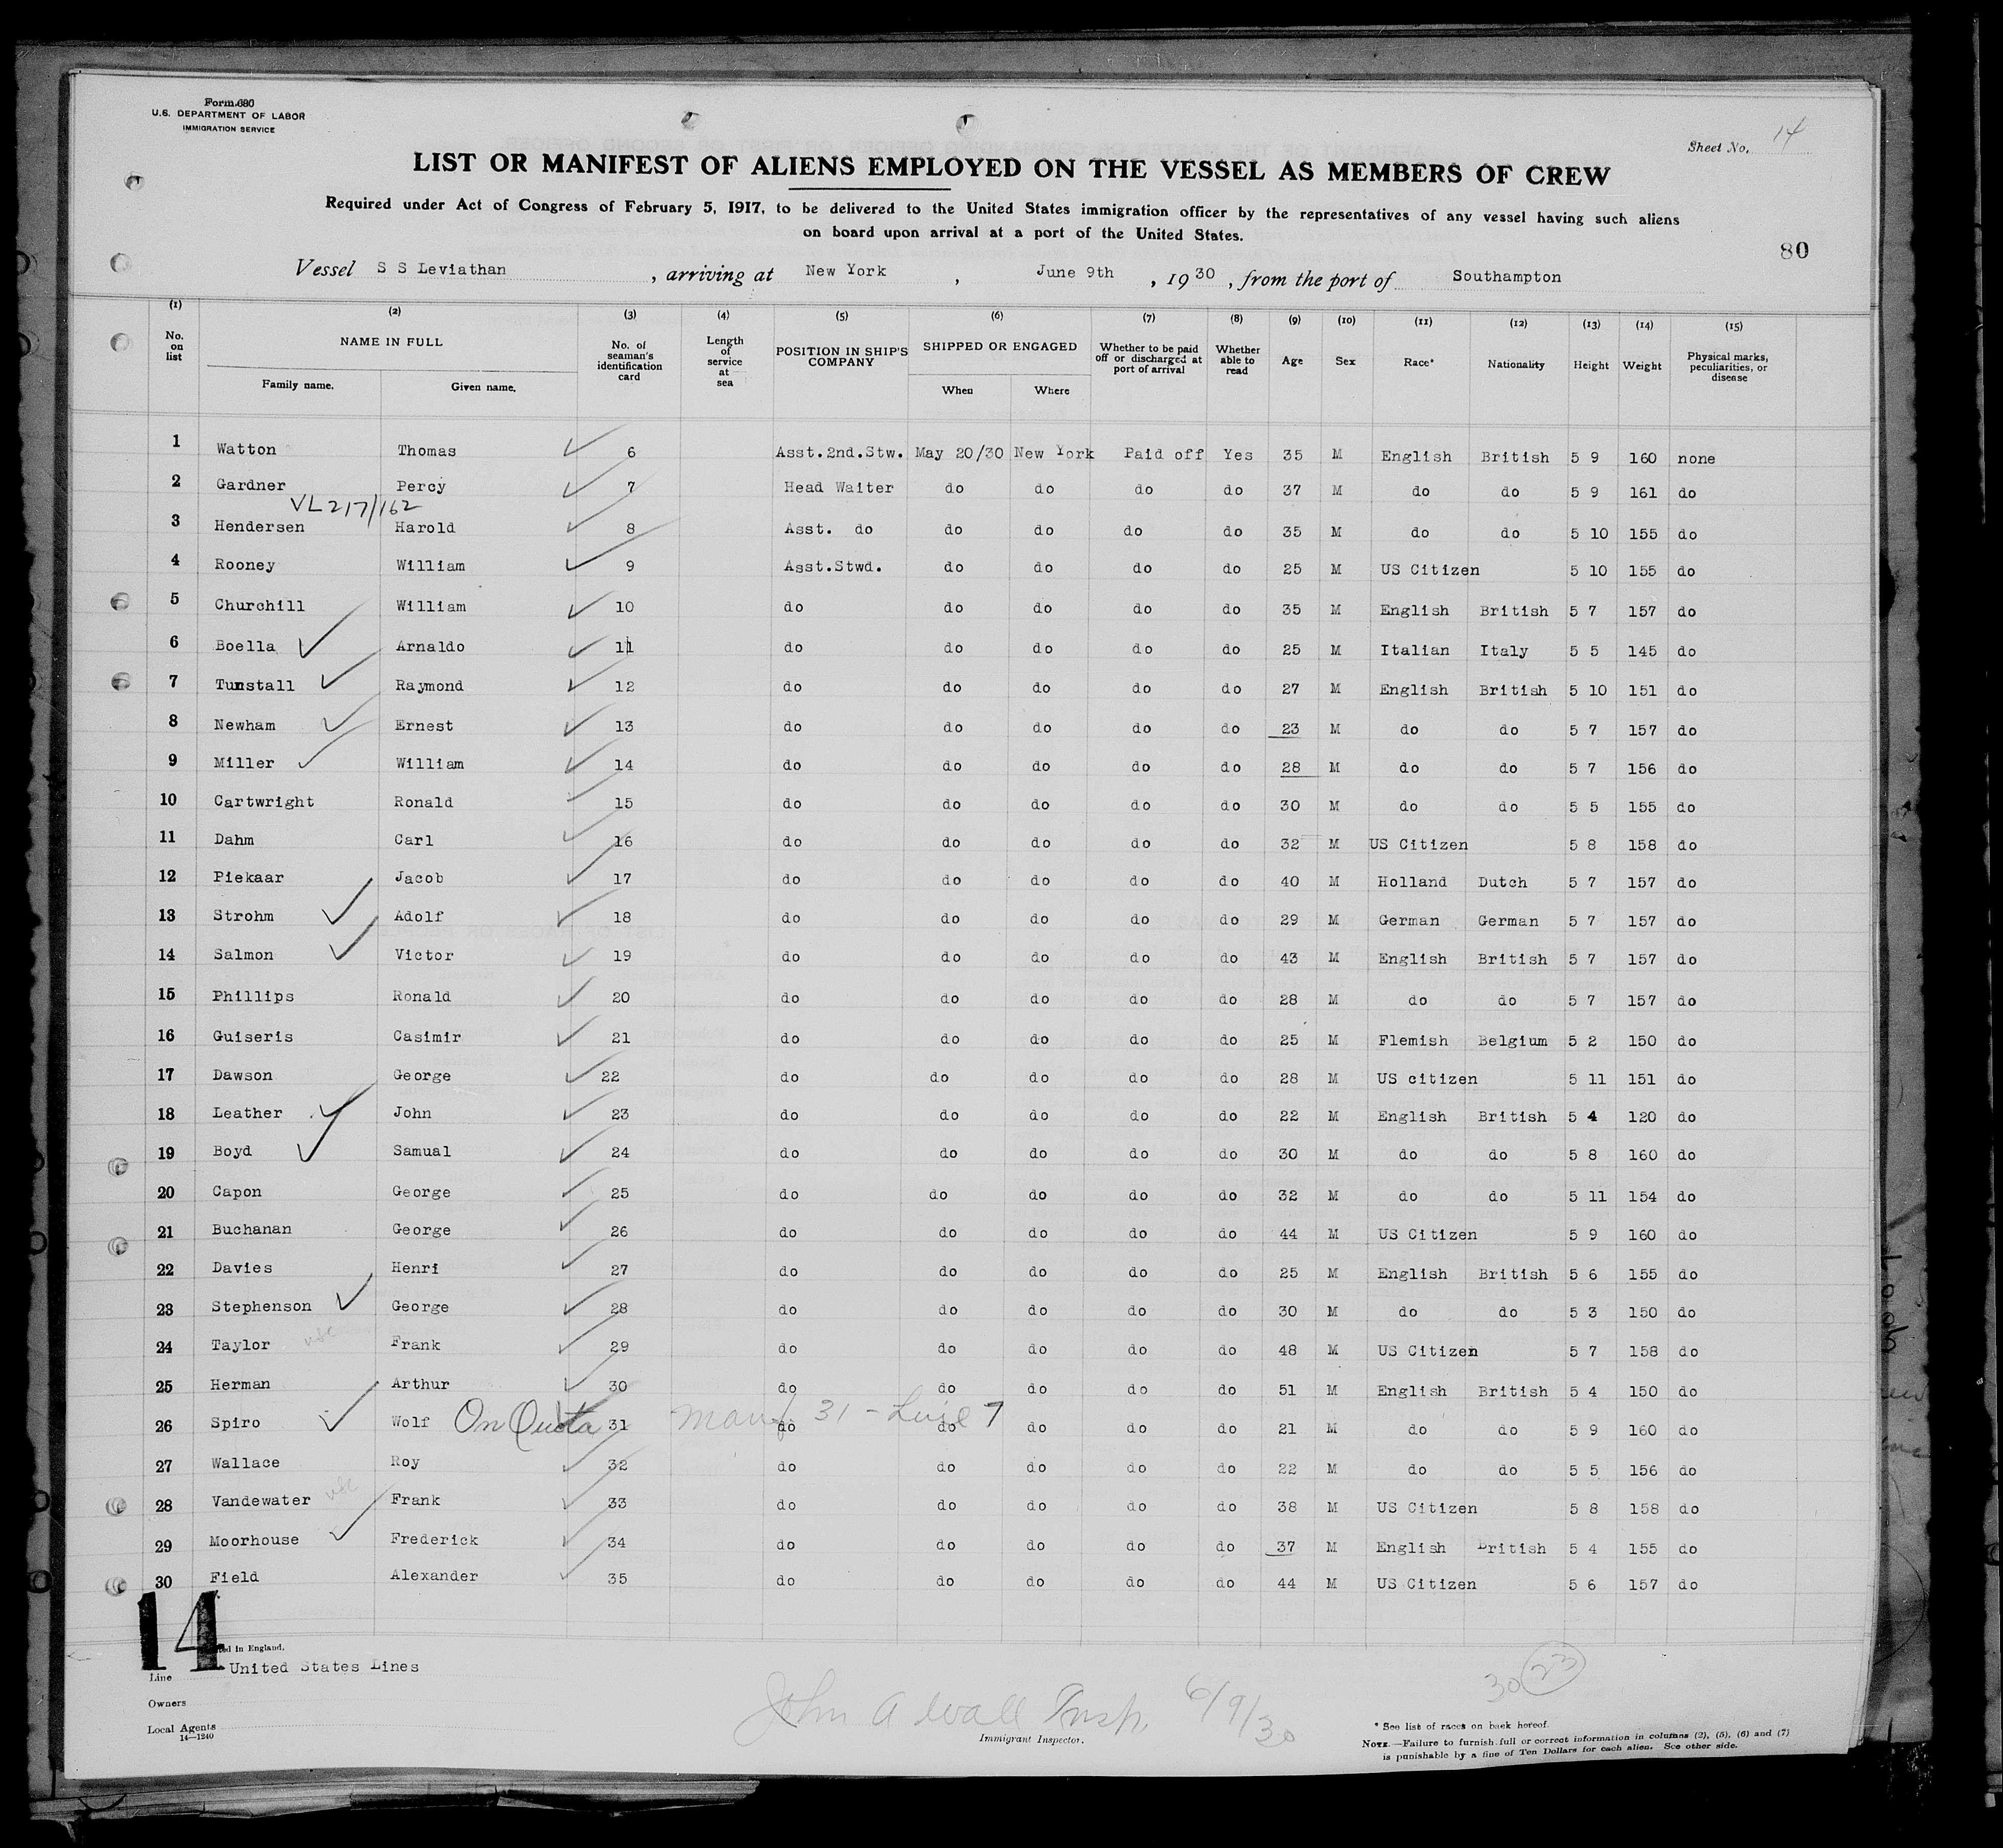 Form 680
U.S. DEPARTMENT OF LABOR
IMMIGRATION SERVICE
Sheet No. 14
LIST OR MANIFEST OF ALIENS EMPLOYED ON THE VESSEL AS MEMBERS OF CREW
Required under Act of Congress of February 5, 1917, to be delivered to the United States immigration officer by the representatives of any vessel having such aliens
on board upon arrival at a port of the United States.
80
Vessel S S Leviathan , arriving at New York , June 9th , 1930 , from the port of Southampton
(1) (2) (3) (4) (5) (6) (7) (8) (9) (10) (11) (12) (13) (14) (15)
No. on list NAME IN FULL Family name. Given name. No. of seaman's identification card Length of service at sea POSITION IN SHIP'S COMPANY SHIPPED OR ENGAGED When Where Whether to be paid off or discharged at port of arrival Whether able to read Age Sex Race* Nationality Height Weight Physical marks, peculiarities, or disease
1 Watton Thomas 6 Asst.2nd.Stw. May 20/30 New York Paid off Yes 35 M English British 5 9 160 none
2 Gardner Percy 7 Head Waiter do do do do 37 M do do 5 9 161 do
VL 217/162
3 Hendersen Harold 8 Asst. do do do do do 35 M do do 5 10 155 do
4 Rooney William 9 Asst.Stwd. do do do do 25 M US Citizen 5 10 155 do
5 Churchill William 10 do do do do do 35 M English British 5 7 157 do
6 Boella Arnaldo 11 do do do do do 25 M Italian Italy 5 5 145 do
7 Tunstall Raymond 12 do do do do do 27 M English British 5 10 151 do
8 Newham Ernest 13 do do do do do 23 M do do 5 7 157 do
9 Miller William 14 do do do do do 28 M do do 5 7 156 do
10 Cartwright Ronald 15 do do do do do 30 M do do 5 5 155 do
11 Dahm Carl 16 do do do do do 32 M US Citizen 5 8 158 do
12 Piekaar Jacob 17 do do do do do 40 M Holland Dutch 5 7 157 do
13 Strohm Adolf 18 do do do do do 29 M German German 5 7 157 do
14 Salmon Victor 19 do do do do do 43 M English British 5 7 157 do
15 Phillips Ronald 20 do do do do do 28 M do do 5 7 157 do
16 Guiseris Casimir 21 do do do do do 25 M Flemish Belgium 5 2 150 do
17 Dawson George 22 do do do do do 28 M US citizen 5 11 151 do
18 Leather John 23 do do do do do 22 M English British 5 4 120 do
19 Boyd Samual 24 do do do do do 30 M do do 5 8 160 do
20 Capon George 25 do do do do do 32 M do do 5 11 154 do
21 Buchanan George 26 do do do do do 44 M US Citizen 5 9 160 do
22 Davies Henri 27 do do do do do 25 M English British 5 6 155 do
23 Stephenson George 28 do do do do do 30 M do do 5 3 150 do
24 Taylor Frank 29 do do do do do 48 M US Citizen 5 7 158 do
25 Herman Arthur 30 do do do do do 51 M English British 5 4 150 do
26 Spiro Wolf On Quota 31 Manf. 31 - Line 7 do do do do do 21 M do do 5 9 160 do
27 Wallace Roy 32 do do do do do 22 M do do 5 5 156 do
28 Vandewater Frank 33 do do do do do 38 M US Citizen 5 8 158 do
29 Moorhouse Frederick 34 do do do do do 37 M English British 5 4 155 do
30 Field Alexander 35 do do do do do 44 M US Citizen 5 6 157 do
14
in England.
Line United States Lines
Owners
Local Agents
14—1240
John A Wall Insp. 6/9/30
Immigrant Inspector.
30 23
* See list of races on back hereof.
NOTE.—Failure to furnish full or correct information in columns (2), (5), (6) and (7)
is punishable by a fine of Ten Dollars for each alien. See other side.